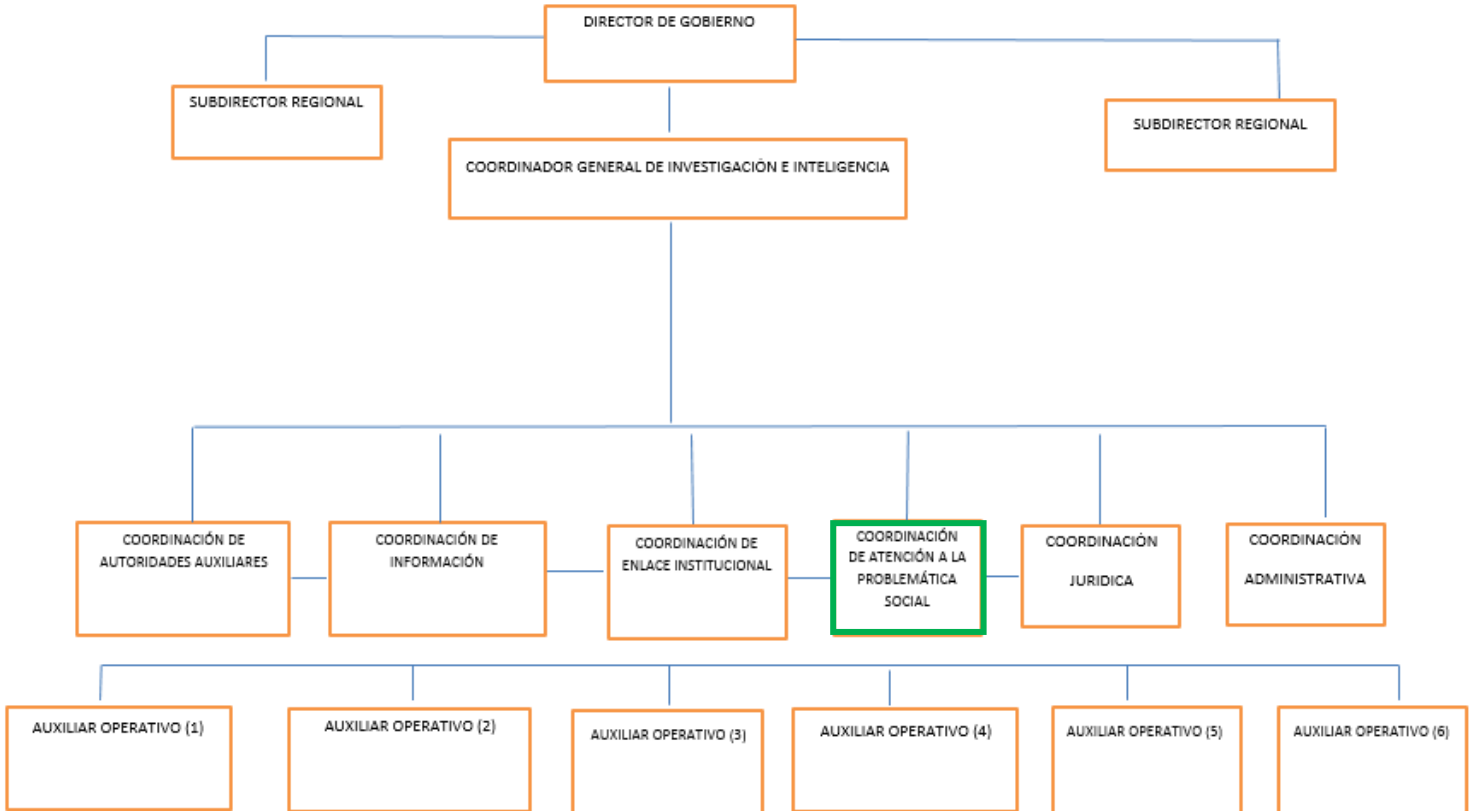 DIRECTOR DE GOBIERNO
SUBDIRECTOR REGIONAL
SUBDIRECTOR REGIONAL
COORDINADOR GENERAL DE INVESTIGACIÓN E INTELIGENCIA
COORDINACIÓN DE
AUTORIDADES AUXILIARES
COORDINACIÓN DE
INFORMACIÓN
COORDINACIÓN DE
ENLACE INSTITUCIONAL
COORDINACIÓN
DE ATENCIÓN A LA
PROBLEMÁTICA
SOCIAL
COORDINACIÓN
JURIDICA
COORDINACIÓN
ADMINISTRATIVA
AUXILIAR OPERATIVO (1)
AUXILIAR OPERATIVO (2)
AUXILIAR OPERATIVO (3)
AUXILIAR OPERATIVO (4)
AUXILIAR OPERATIVO (5)
AUXILIAR OPERATIVO (6)